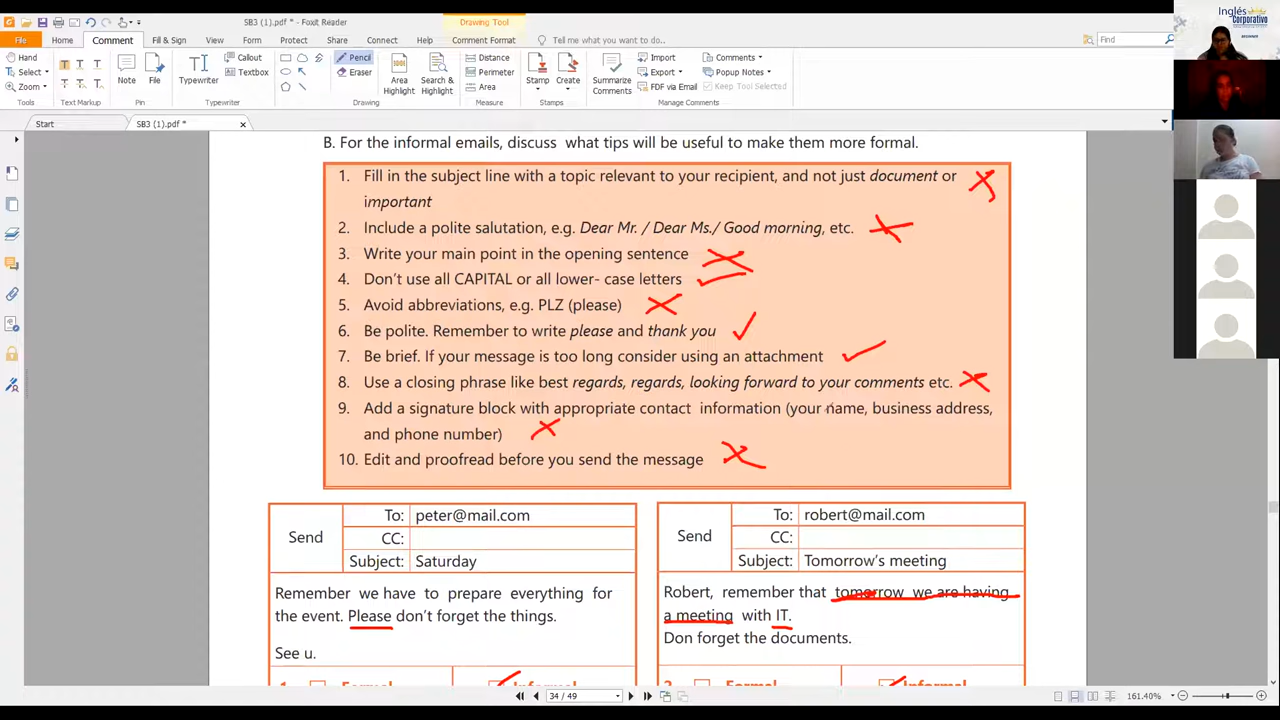 SB3 (1).pdf * - Foxit Reader
Drawing Tool
Inglés Corporativo
File Home Comment Fill & Sign View Form Protect Share Connect Help Comment Format Tell me what you want to do... Find
Hand Callout Pencil Distance Import Comments
Select Note File Typewriter Textbox Eraser Area Highlight Search & Highlight Perimeter Stamp Create Summarize Comments Export Popup Notes
Zoom Area FDF via Email Keep Tool Selected
Tools Text Markup Pin Typewriter Drawing Measure Stamps Manage Comments
Start SB3 (1).pdf *
B. For the informal emails, discuss what tips will be useful to make them more formal.
1. Fill in the subject line with a topic relevant to your recipient, and not just document or
important
2. Include a polite salutation, e.g. Dear Mr. / Dear Ms./ Good morning, etc.
3. Write your main point in the opening sentence
4. Don't use all CAPITAL or all lower- case letters
5. Avoid abbreviations, e.g. PLZ (please)
6. Be polite. Remember to write please and thank you
7. Be brief. If your message is too long consider using an attachment
8. Use a closing phrase like best regards, regards, looking forward to your comments etc.
9. Add a signature block with appropriate contact information (your name, business address,
and phone number)
10. Edit and proofread before you send the message
Send
To: peter@mail.com
CC:
Subject: Saturday
Remember we have to prepare everything for
the event. Please don't forget the things.
See u.
1. Formal Informal
Send
To: robert@mail.com
CC:
Subject: Tomorrow's meeting
Robert, remember that tomorrow we are having
a meeting with IT.
Don forget the documents.
2. Formal Informal
34 / 49
161.40%